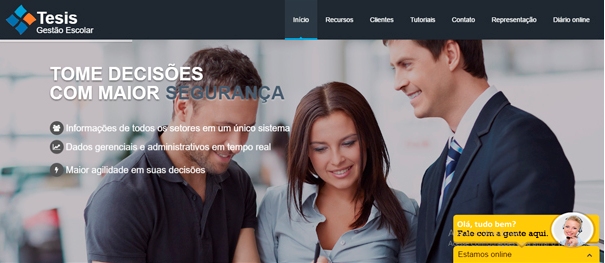 Tesis
Gestão Escolar
Início Recursos Clientes Tutoriais Contato Representação Diário online
TOME DECISÕES
COM MAIOR SEGURANÇA
Informações de todos os setores em um único sistema
Dados gerenciais e administrativos em tempo real
Maior agilidade em suas decisões
Olá, tudo bem?
Fale com a gente aqui.
Estamos online